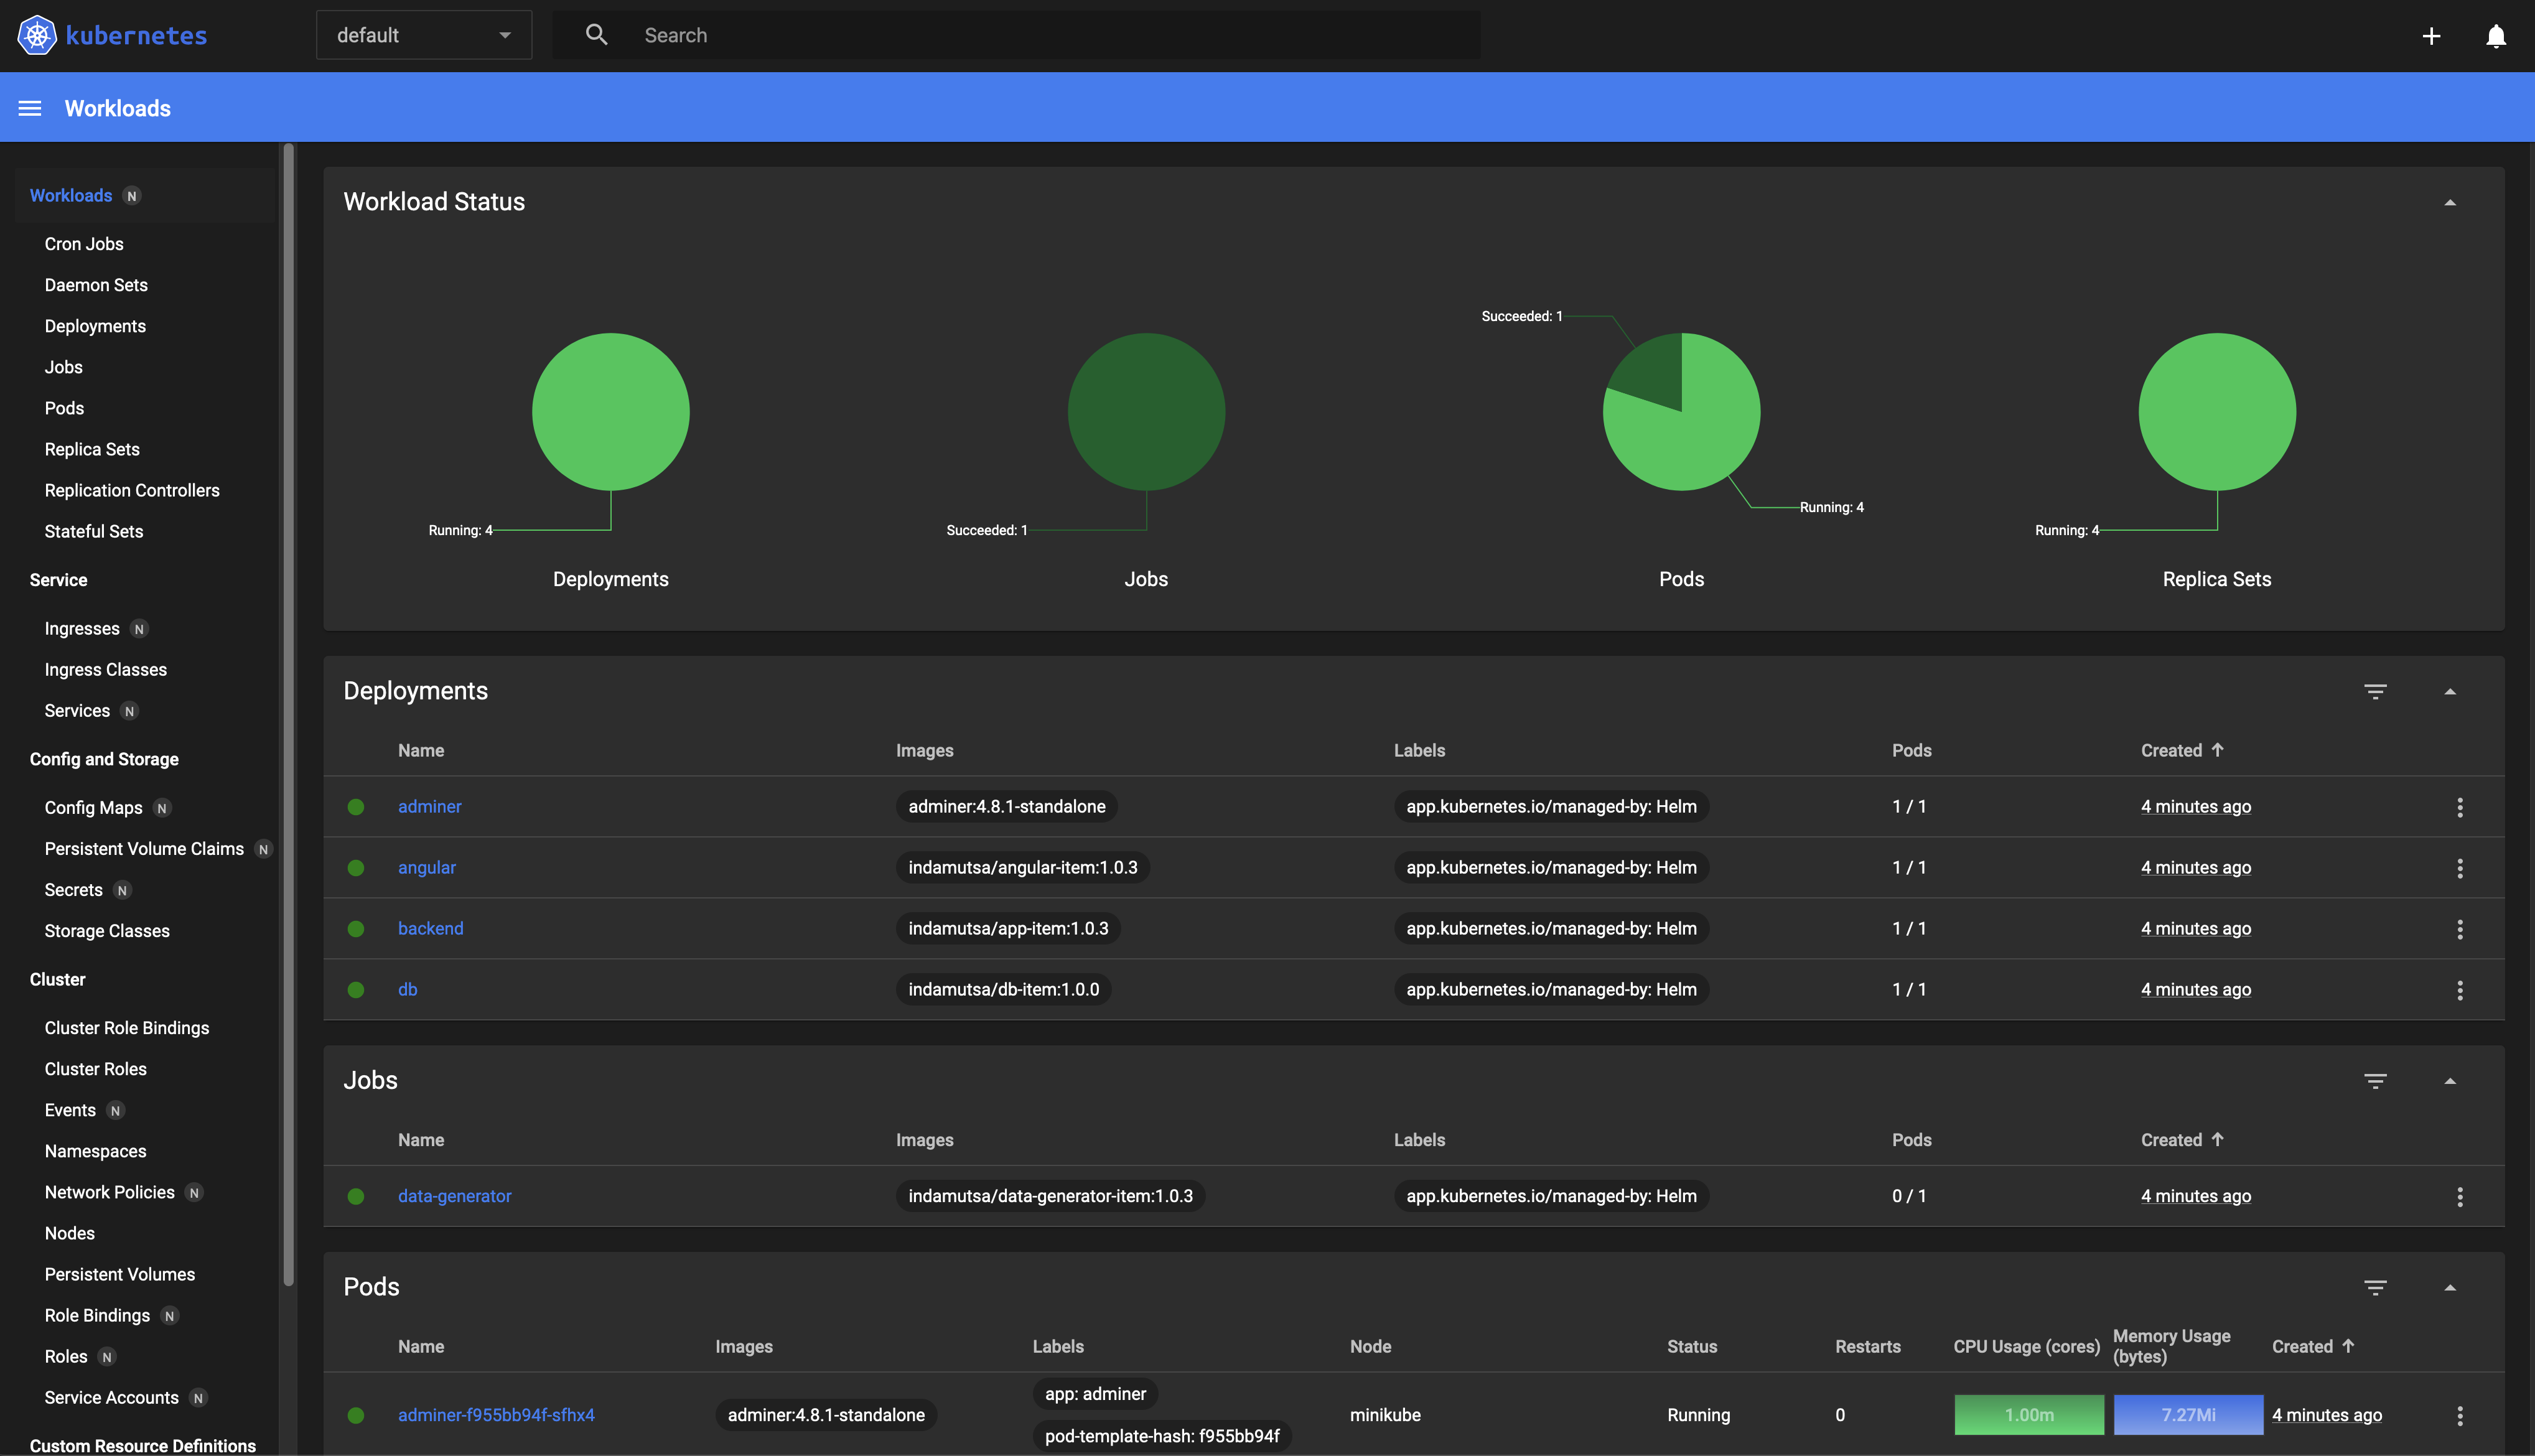 kubernetes
default
Search
Workloads
Workloads N
Cron Jobs
Daemon Sets
Deployments
Jobs
Pods
Replica Sets
Replication Controllers
Stateful Sets
Service
Ingresses N
Ingress Classes
Services N
Config and Storage
Config Maps N
Persistent Volume Claims N
Secrets N
Storage Classes
Cluster
Cluster Role Bindings
Cluster Roles
Events N
Namespaces
Network Policies N
Nodes
Persistent Volumes
Role Bindings N
Roles N
Service Accounts N
Custom Resource Definitions
Workload Status
Running: 4
Deployments
Succeeded: 1
Jobs
Succeeded: 1
Running: 4
Pods
Running: 4
Replica Sets
Deployments
Name Images Labels Pods Created
adminer adminer:4.8.1-standalone app.kubernetes.io/managed-by: Helm 1 / 1 4 minutes ago
angular indamutsa/angular-item:1.0.3 app.kubernetes.io/managed-by: Helm 1 / 1 4 minutes ago
backend indamutsa/app-item:1.0.3 app.kubernetes.io/managed-by: Helm 1 / 1 4 minutes ago
db indamutsa/db-item:1.0.0 app.kubernetes.io/managed-by: Helm 1 / 1 4 minutes ago
Jobs
Name Images Labels Pods Created
data-generator indamutsa/data-generator-item:1.0.3 app.kubernetes.io/managed-by: Helm 0 / 1 4 minutes ago
Pods
Name Images Labels Node Status Restarts CPU Usage (cores) Memory Usage (bytes) Created
adminer-f955bb94f-sfhx4 adminer:4.8.1-standalone app: adminer minikube Running 0 1.00m 7.27Mi 4 minutes ago
pod-template-hash: f955bb94f